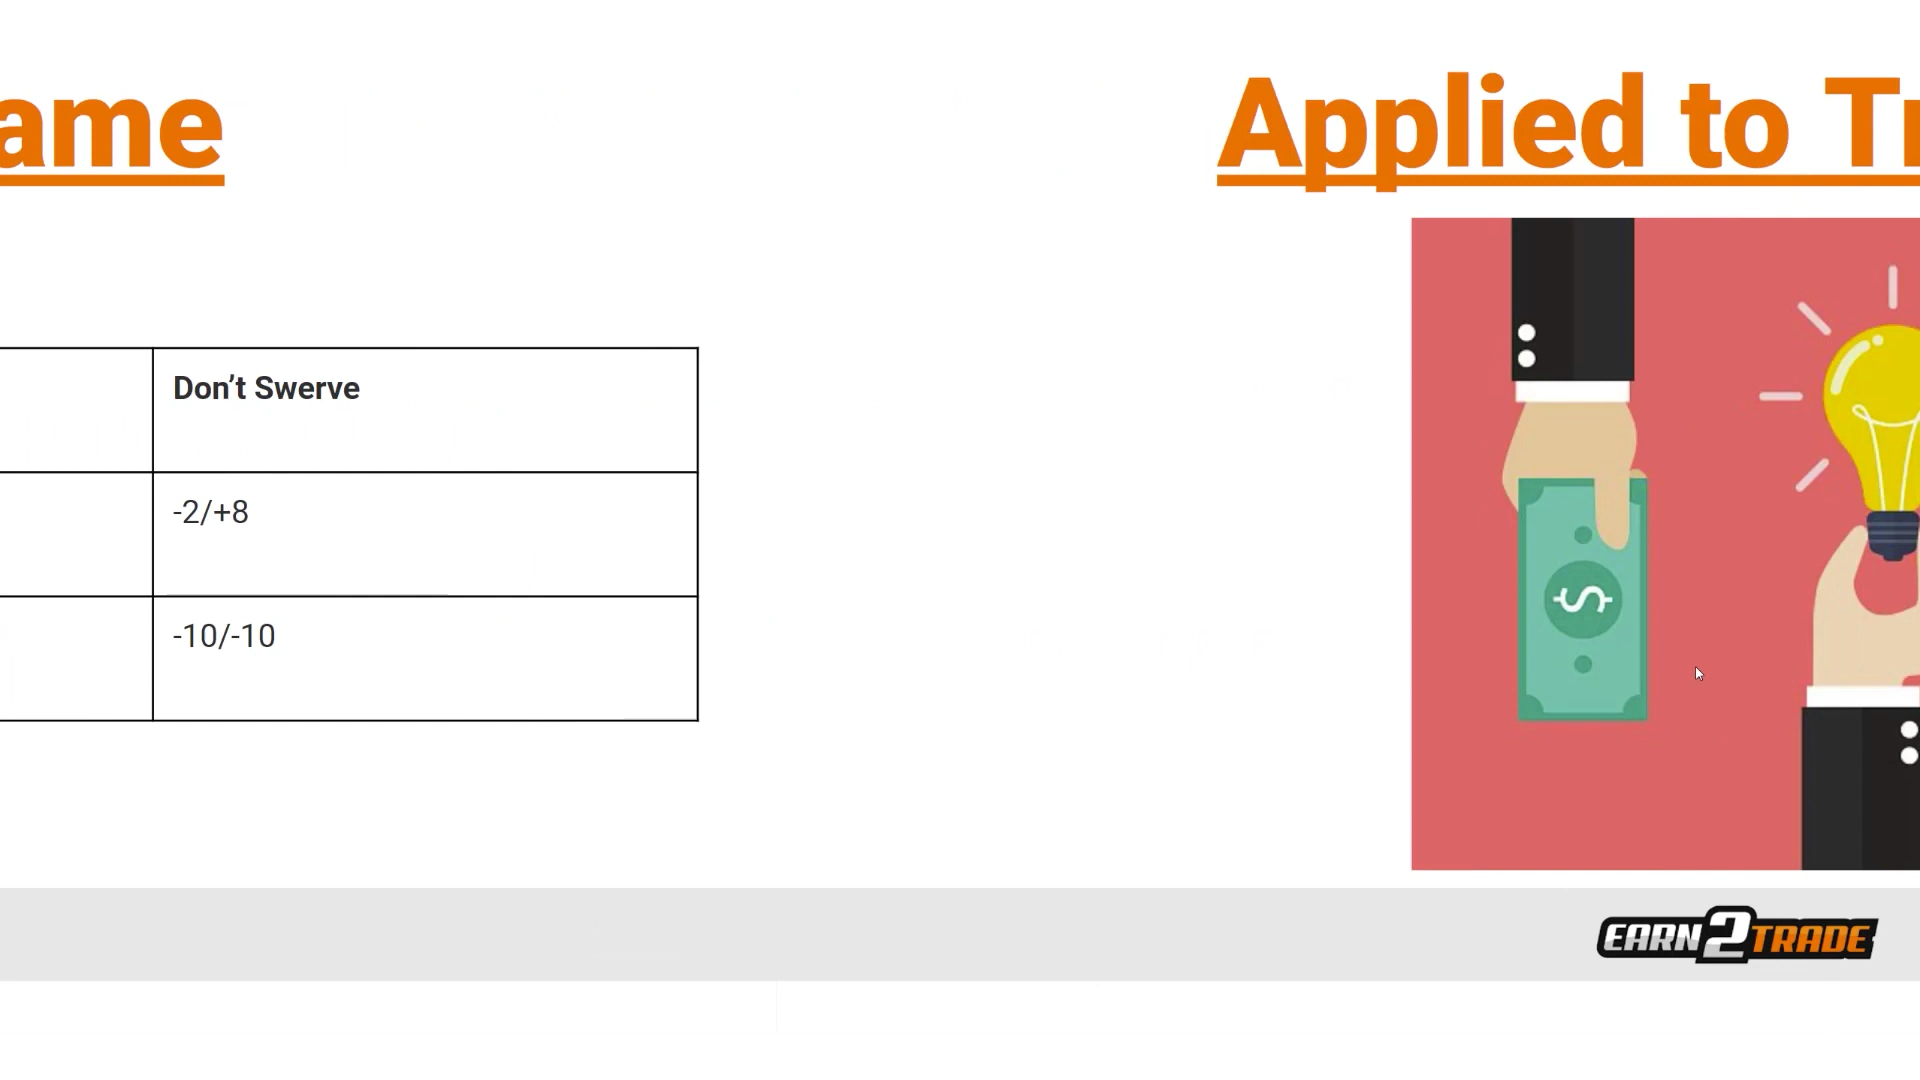 ame
Applied to Tr
Don’t Swerve
-2/+8
-10/-10
$
EARN2TRADE